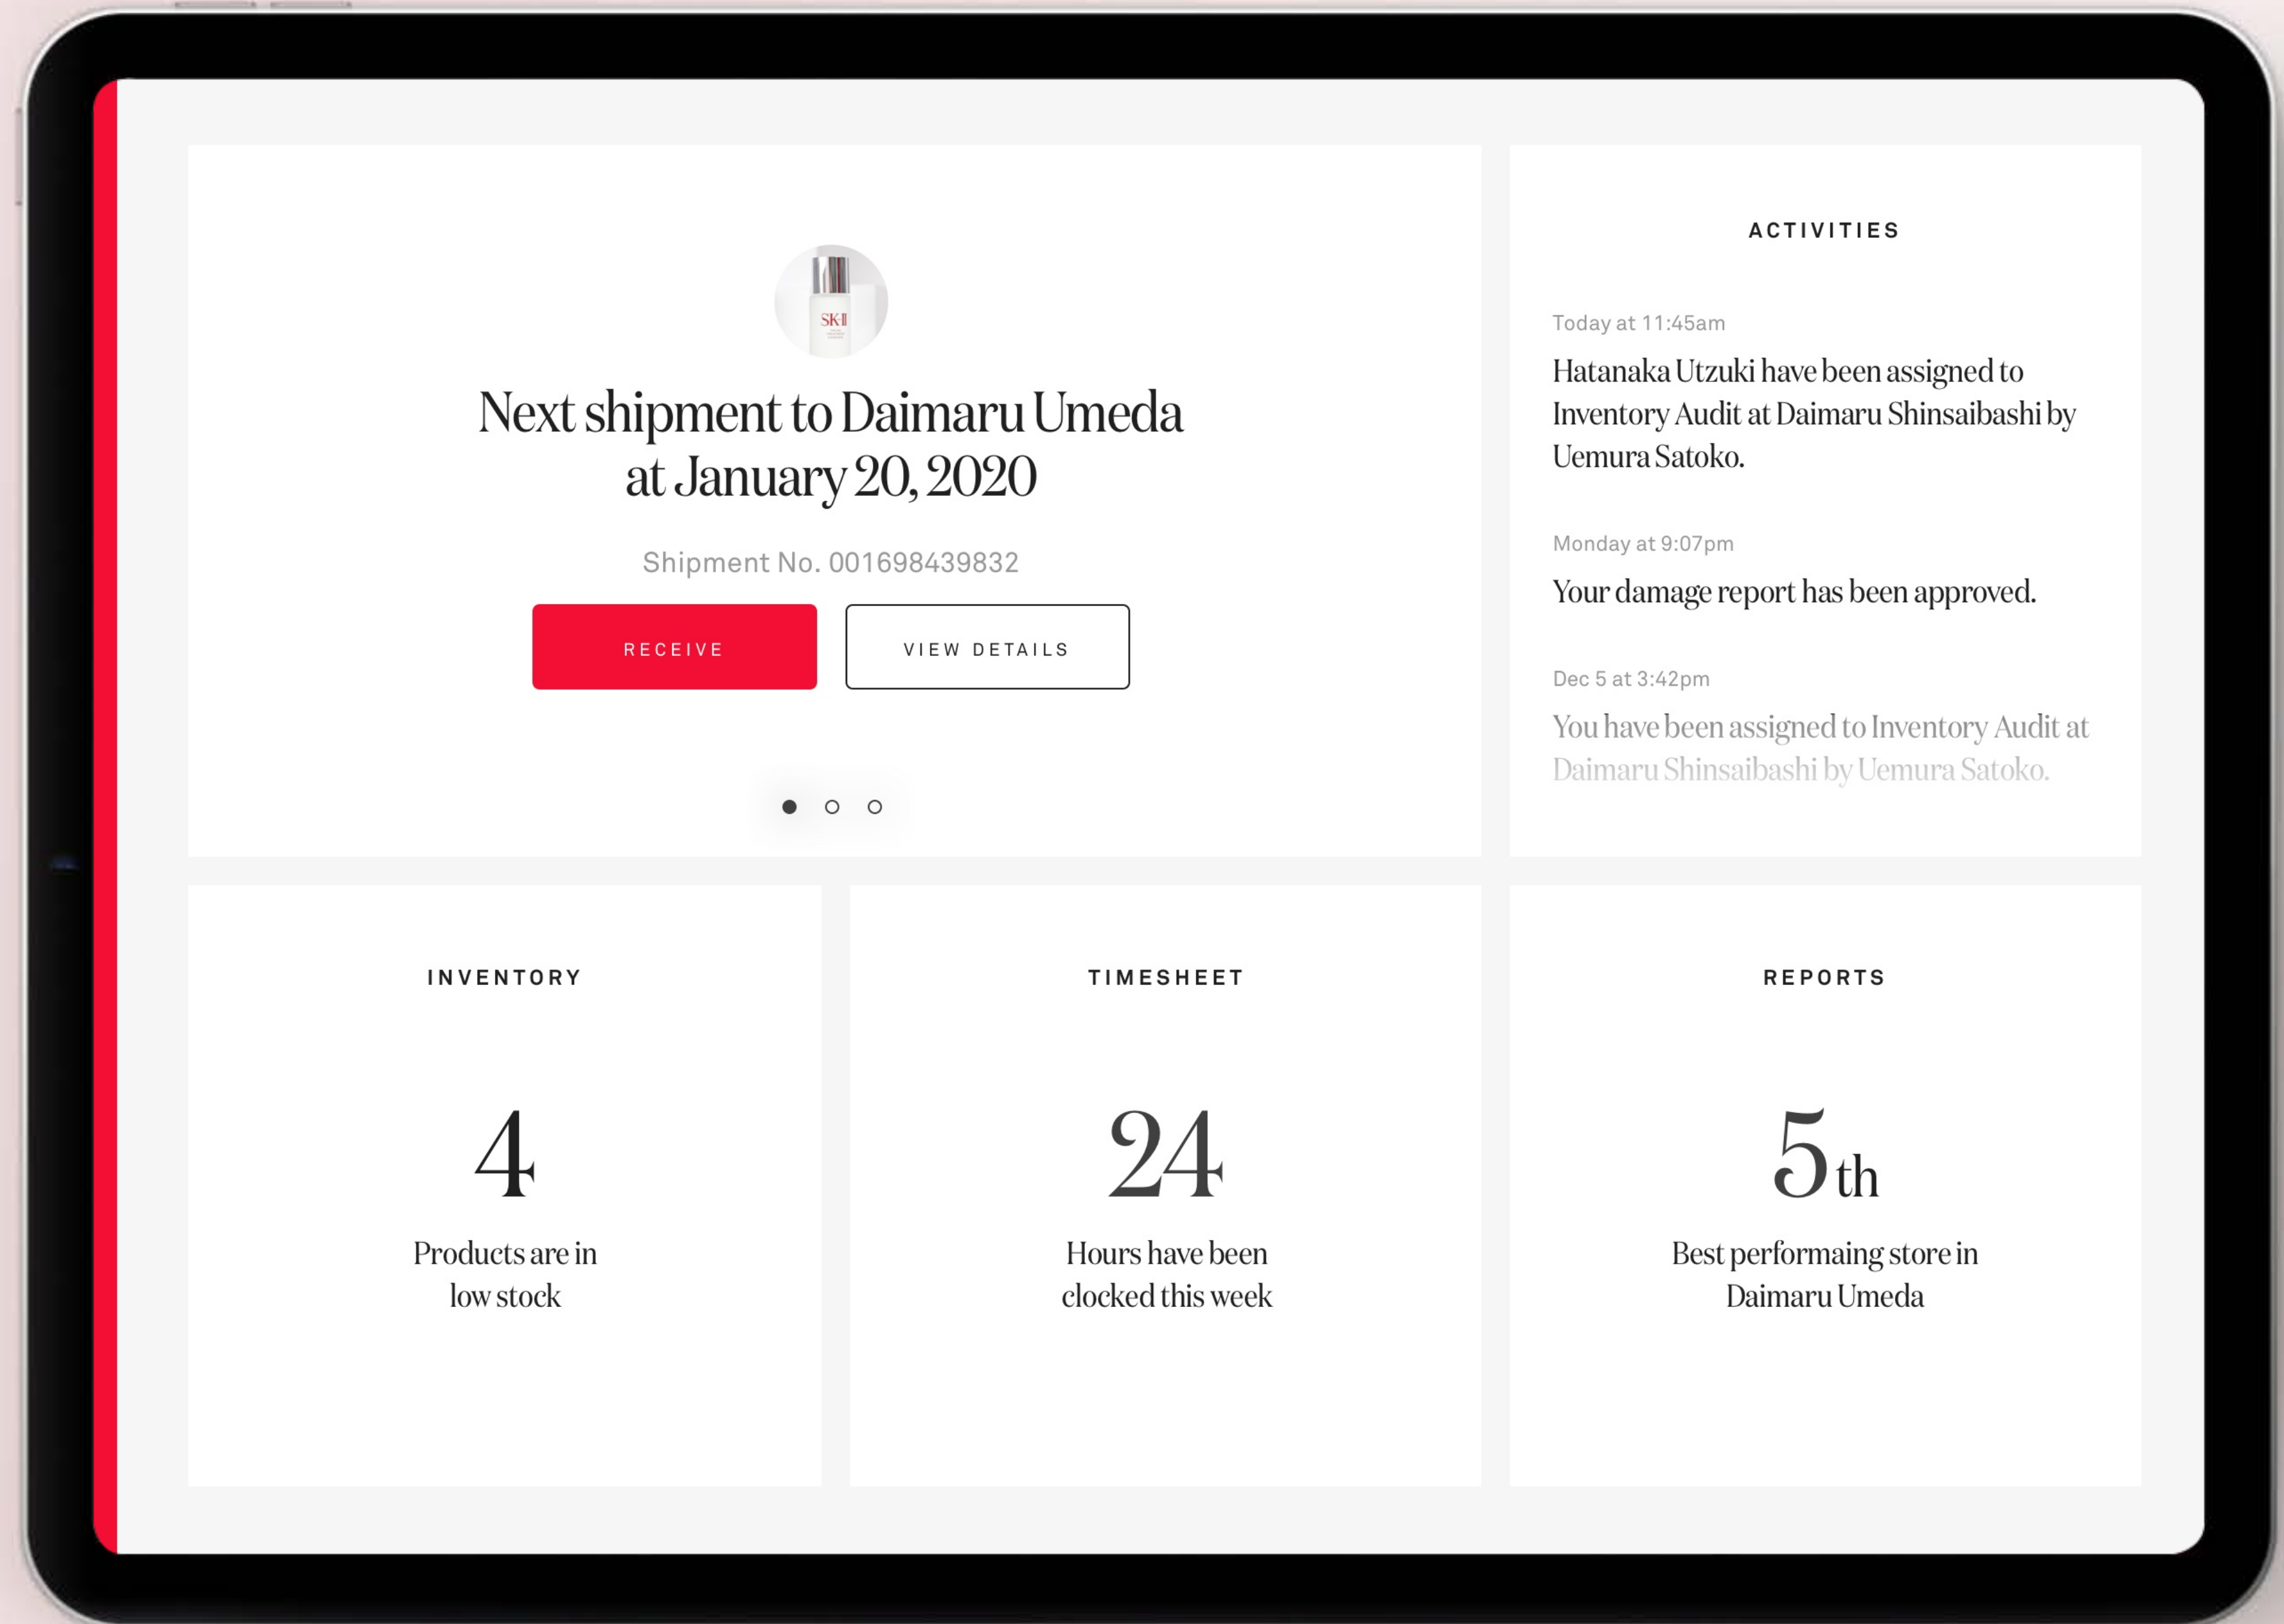 SK-II
Next shipment to Daimaru Umeda
at January 20, 2020
Shipment No. 001698439832
RECEIVE
VIEW DETAILS
ACTIVITIES
Today at 11:45am
Hatanaka Utzuki have been assigned to
Inventory Audit at Daimaru Shinsaibashi by
Uemura Satoko.
Monday at 9:07pm
Your damage report has been approved.
Dec 5 at 3:42pm
You have been assigned to Inventory Audit at
Daimaru Shinsaibashi by Uemura Satoko.
INVENTORY
4
Products are in
low stock
TIMESHEET
24
Hours have been
clocked this week
REPORTS
5th
Best performaing store in
Daimaru Umeda